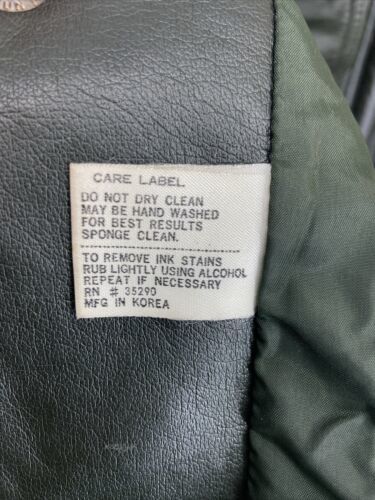 CARE LABEL
DO NOT DRY CLEAN
MAY BE HAND WASHED
FOR BEST RESULTS
SPONGE CLEAN.
TO REMOVE INK STAINS
RUB LIGHTLY USING ALCOHOL
REPEAT IF NECESSARY
RN # 35290
MFG IN KOREA